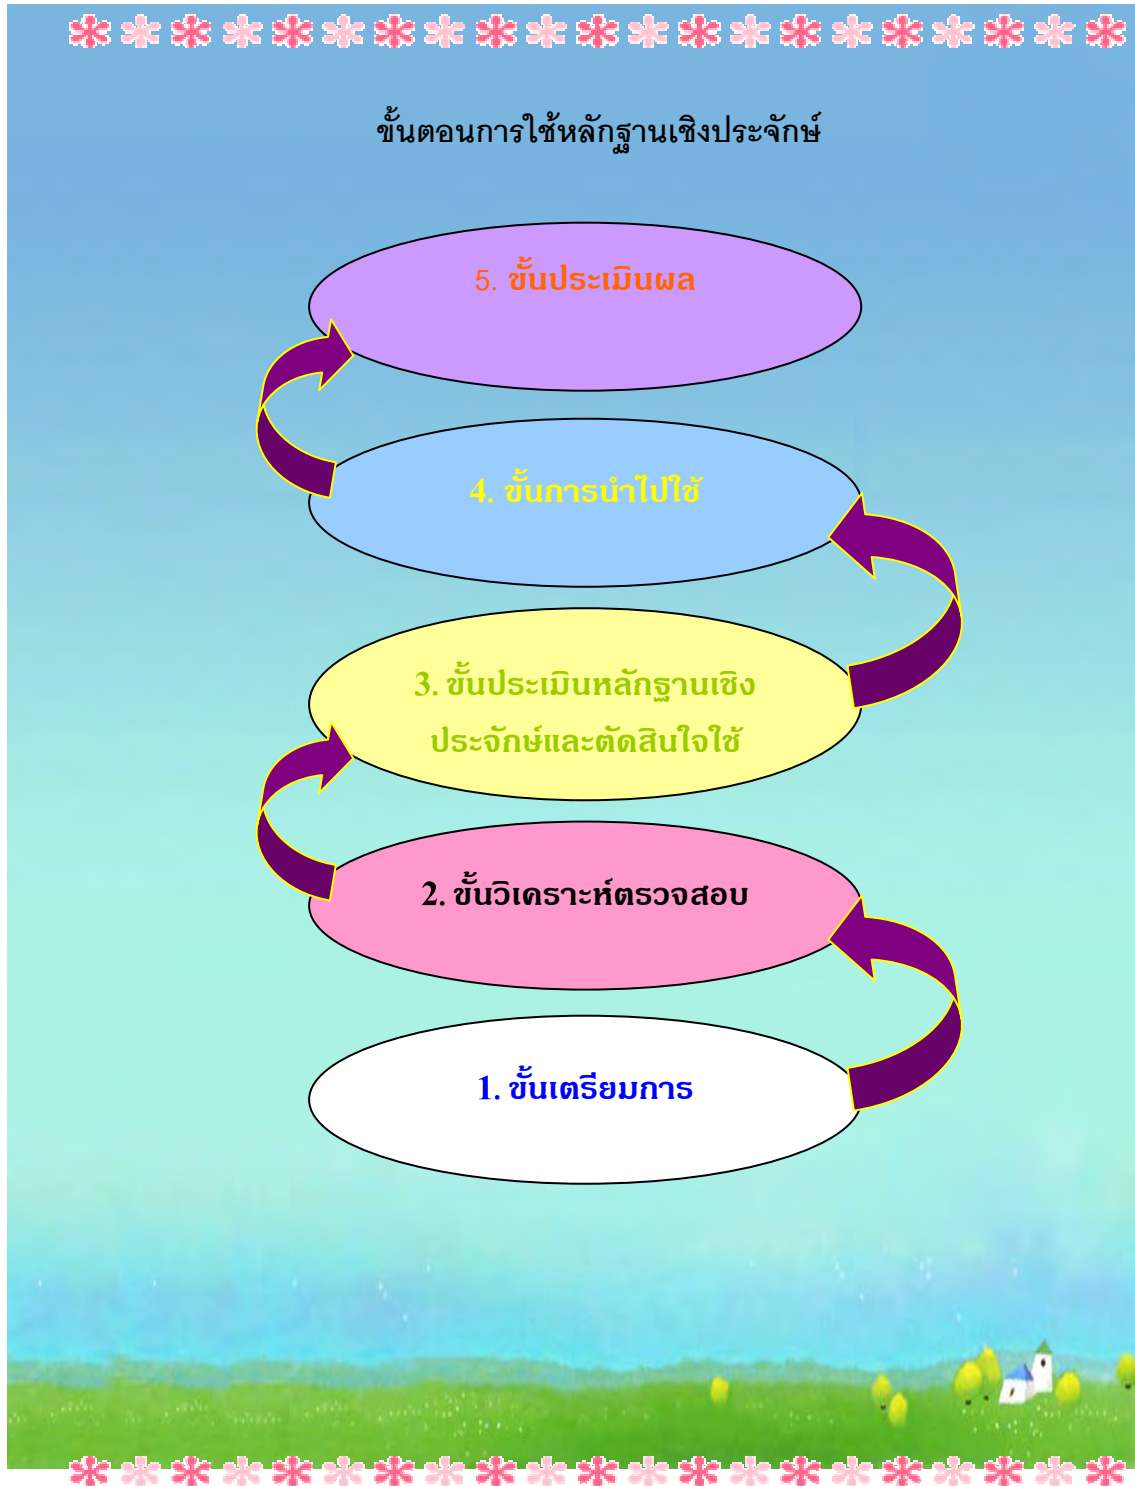 ขั้นตอนการใช้หลักฐานเชิงประจักษ์
5. ขั้นประเมินผล
4. ขั้นการนำไปใช้
3. ขั้นประเมินหลักฐานเชิง
ประจักษ์และตัดสินใจใช้
2. ขั้นวิเคราะห์ตรวจสอบ
1. ขั้นเตรียมการ